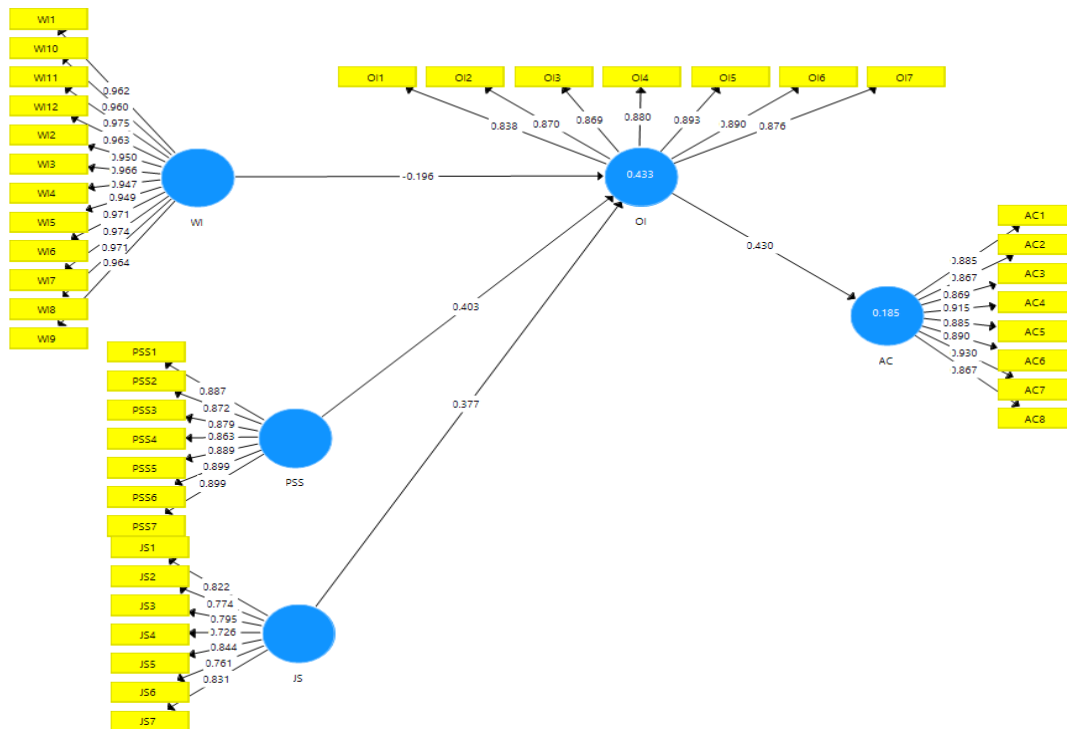 WI1
WI10
WI11
WI12
WI2
WI3
WI4
WI5
WI6
WI7
WI8
WI9
0.962
0.960
0.975
0.963
0.950
0.966
0.947
0.949
0.971
0.974
0.971
0.964
WI
-0.196
OI1
OI2
OI3
OI4
OI5
OI6
OI7
0.838
0.870
0.869
0.880
0.893
0.890
0.876
0.433
OI
0.430
0.403
0.377
PSS1
PSS2
PSS3
PSS4
PSS5
PSS6
PSS7
0.887
0.872
0.879
0.863
0.889
0.899
0.899
PSS
JS1
JS2
JS3
JS4
JS5
JS6
JS7
0.822
0.774
0.795
0.726
0.844
0.761
0.831
JS
0.185
AC
0.885
0.867
0.869
0.915
0.885
0.890
0.930
0.867
AC1
AC2
AC3
AC4
AC5
AC6
AC7
AC8